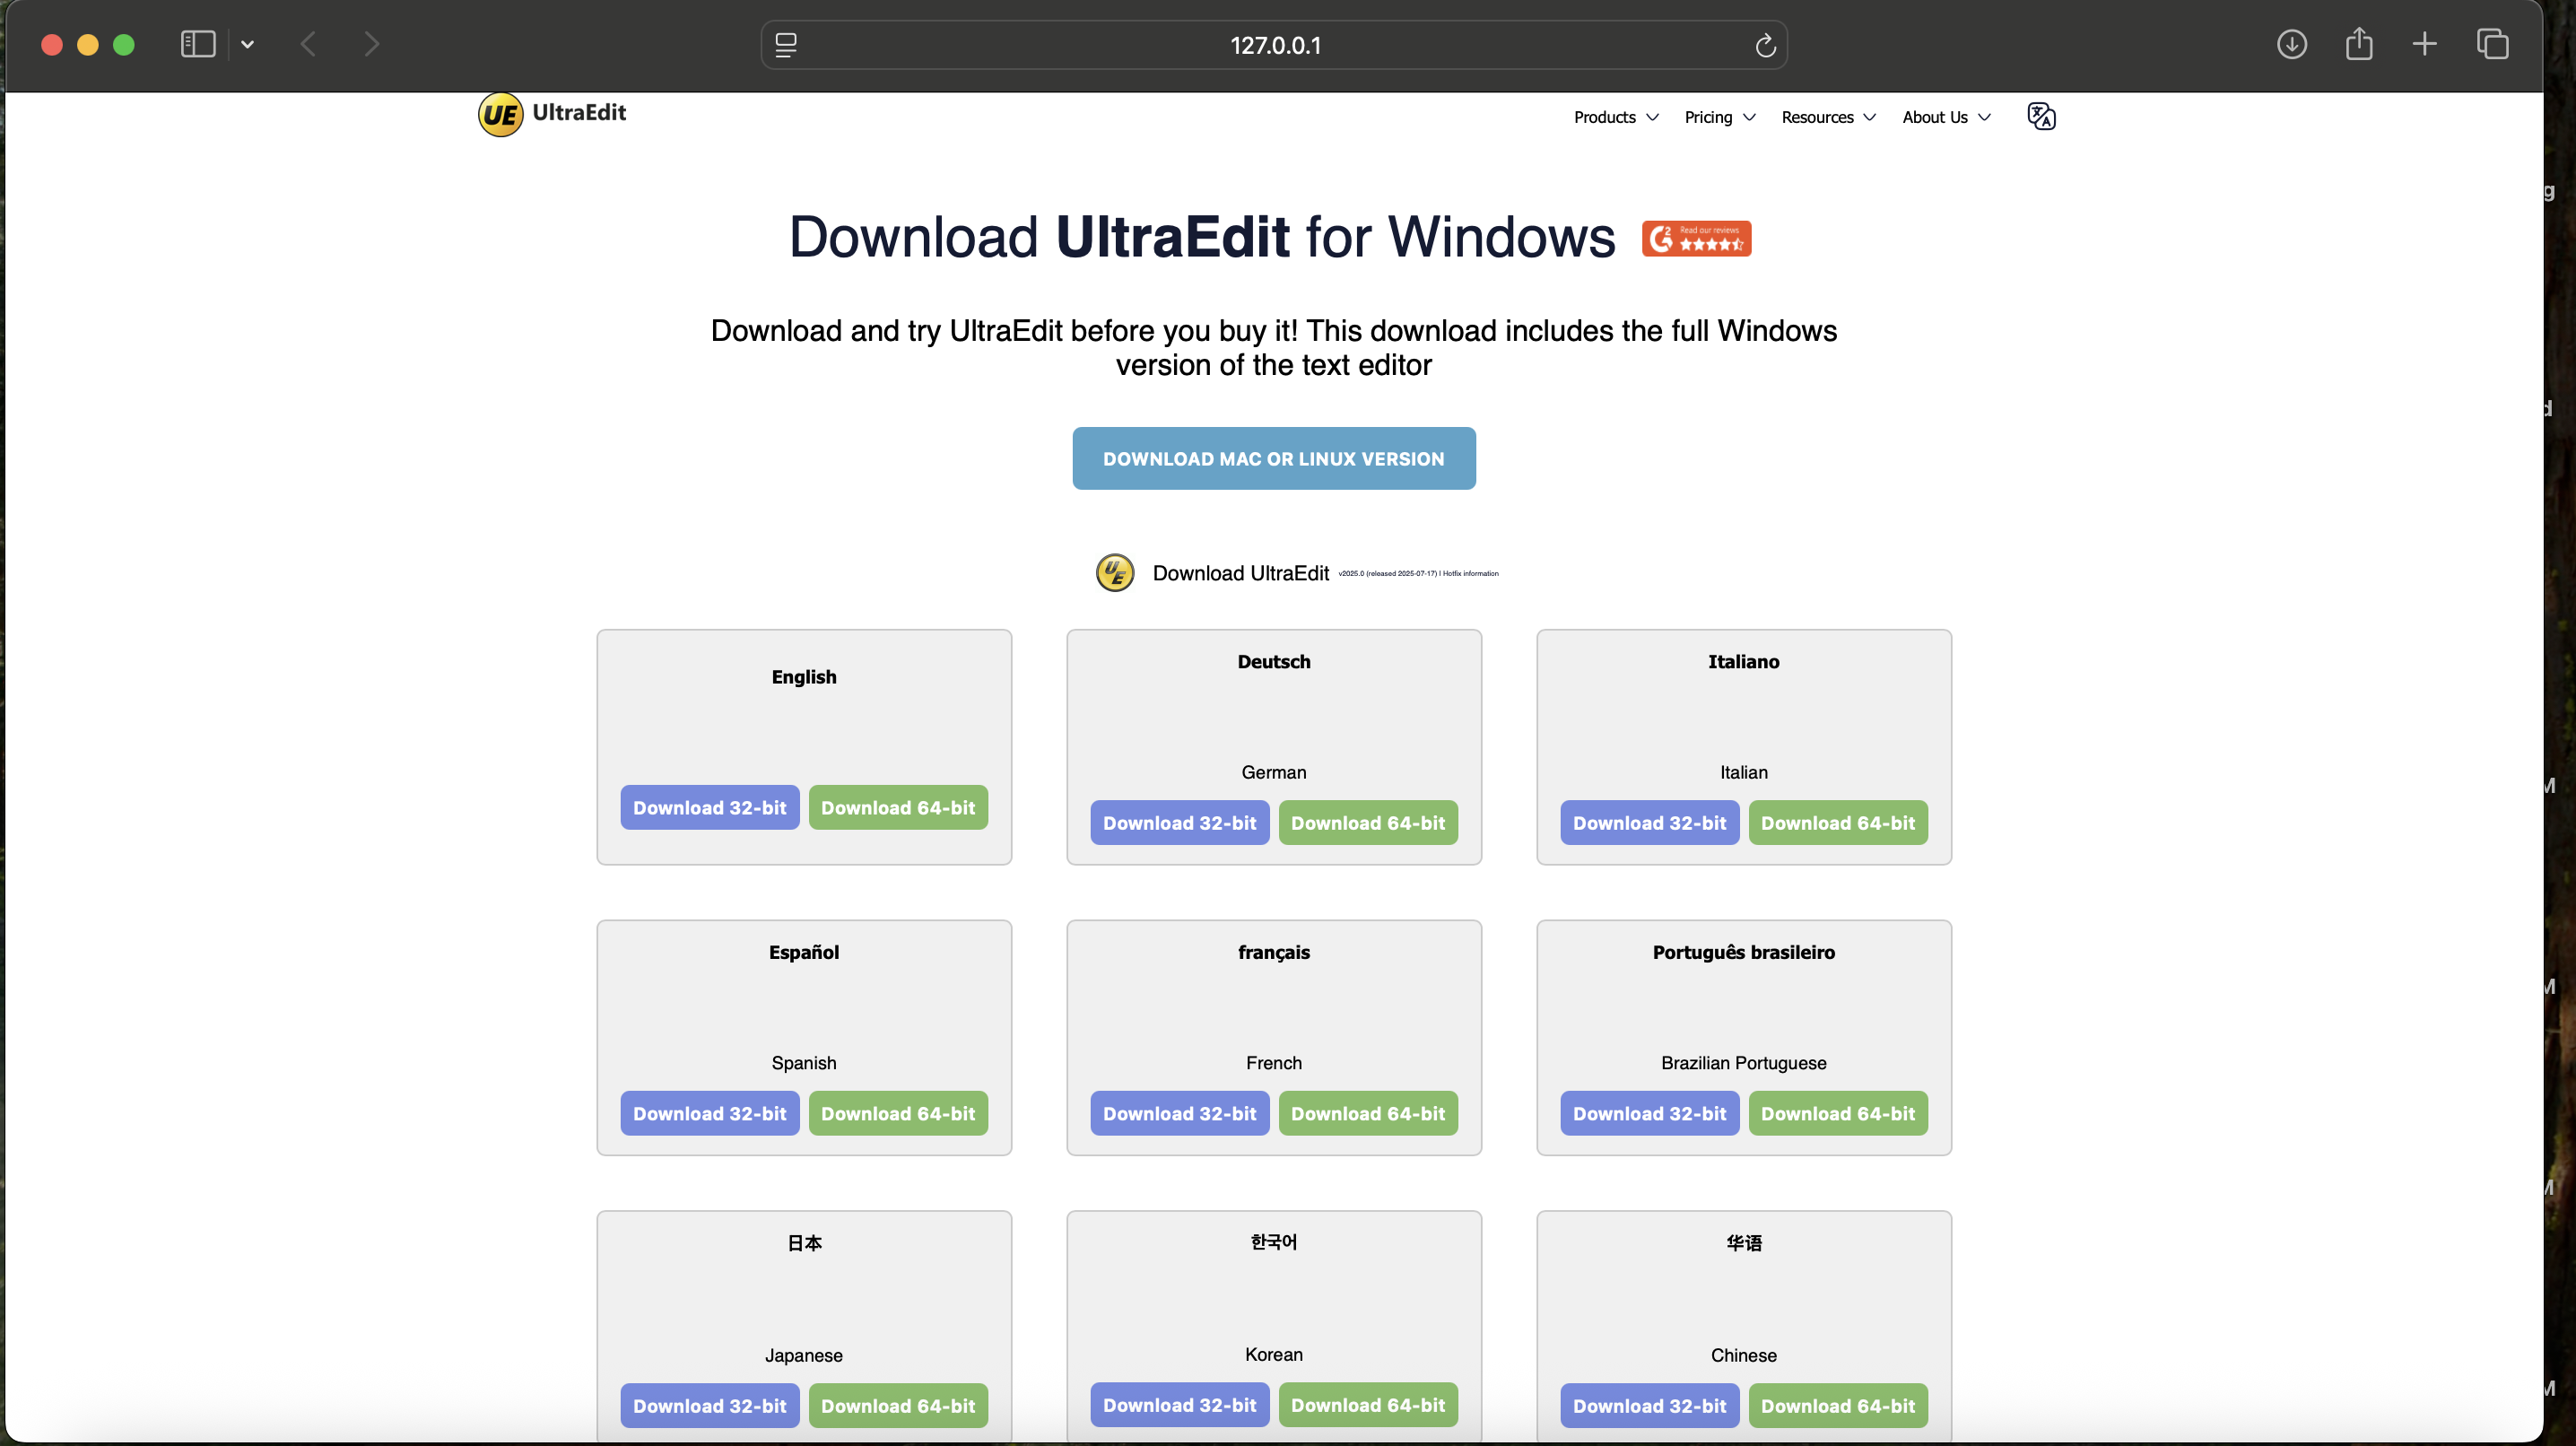 127.0.0.1
UE UltraEdit
Products Pricing Resources About Us
Download UltraEdit for Windows
Read our reviews
Download and try UltraEdit before you buy it! This download includes the full Windows
version of the text editor
DOWNLOAD MAC OR LINUX VERSION
UE Download UltraEdit v2025.0 (released 2025-07-17) | Hotfix information
English
Download 32-bit Download 64-bit
Deutsch
German
Download 32-bit Download 64-bit
Italiano
Italian
Download 32-bit Download 64-bit
Español
Spanish
Download 32-bit Download 64-bit
français
French
Download 32-bit Download 64-bit
Português brasileiro
Brazilian Portuguese
Download 32-bit Download 64-bit
日本
Japanese
Download 32-bit Download 64-bit
한국어
Korean
Download 32-bit Download 64-bit
华语
Chinese
Download 32-bit Download 64-bit